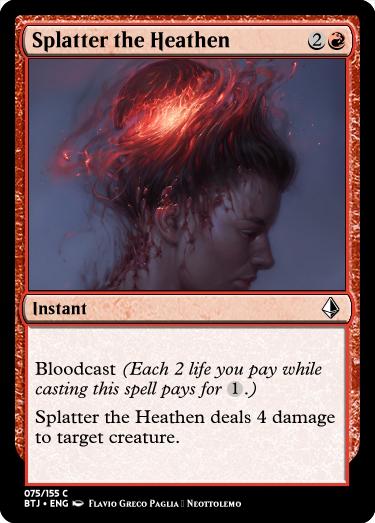 Splatter the Heathen 2
Instant
Bloodcast (Each 2 life you pay while
casting this spell pays for 1.)
Splatter the Heathen deals 4 damage
to target creature.
075/155 C
BTJ • ENG Flavio Greco Paglia & Neottolemo